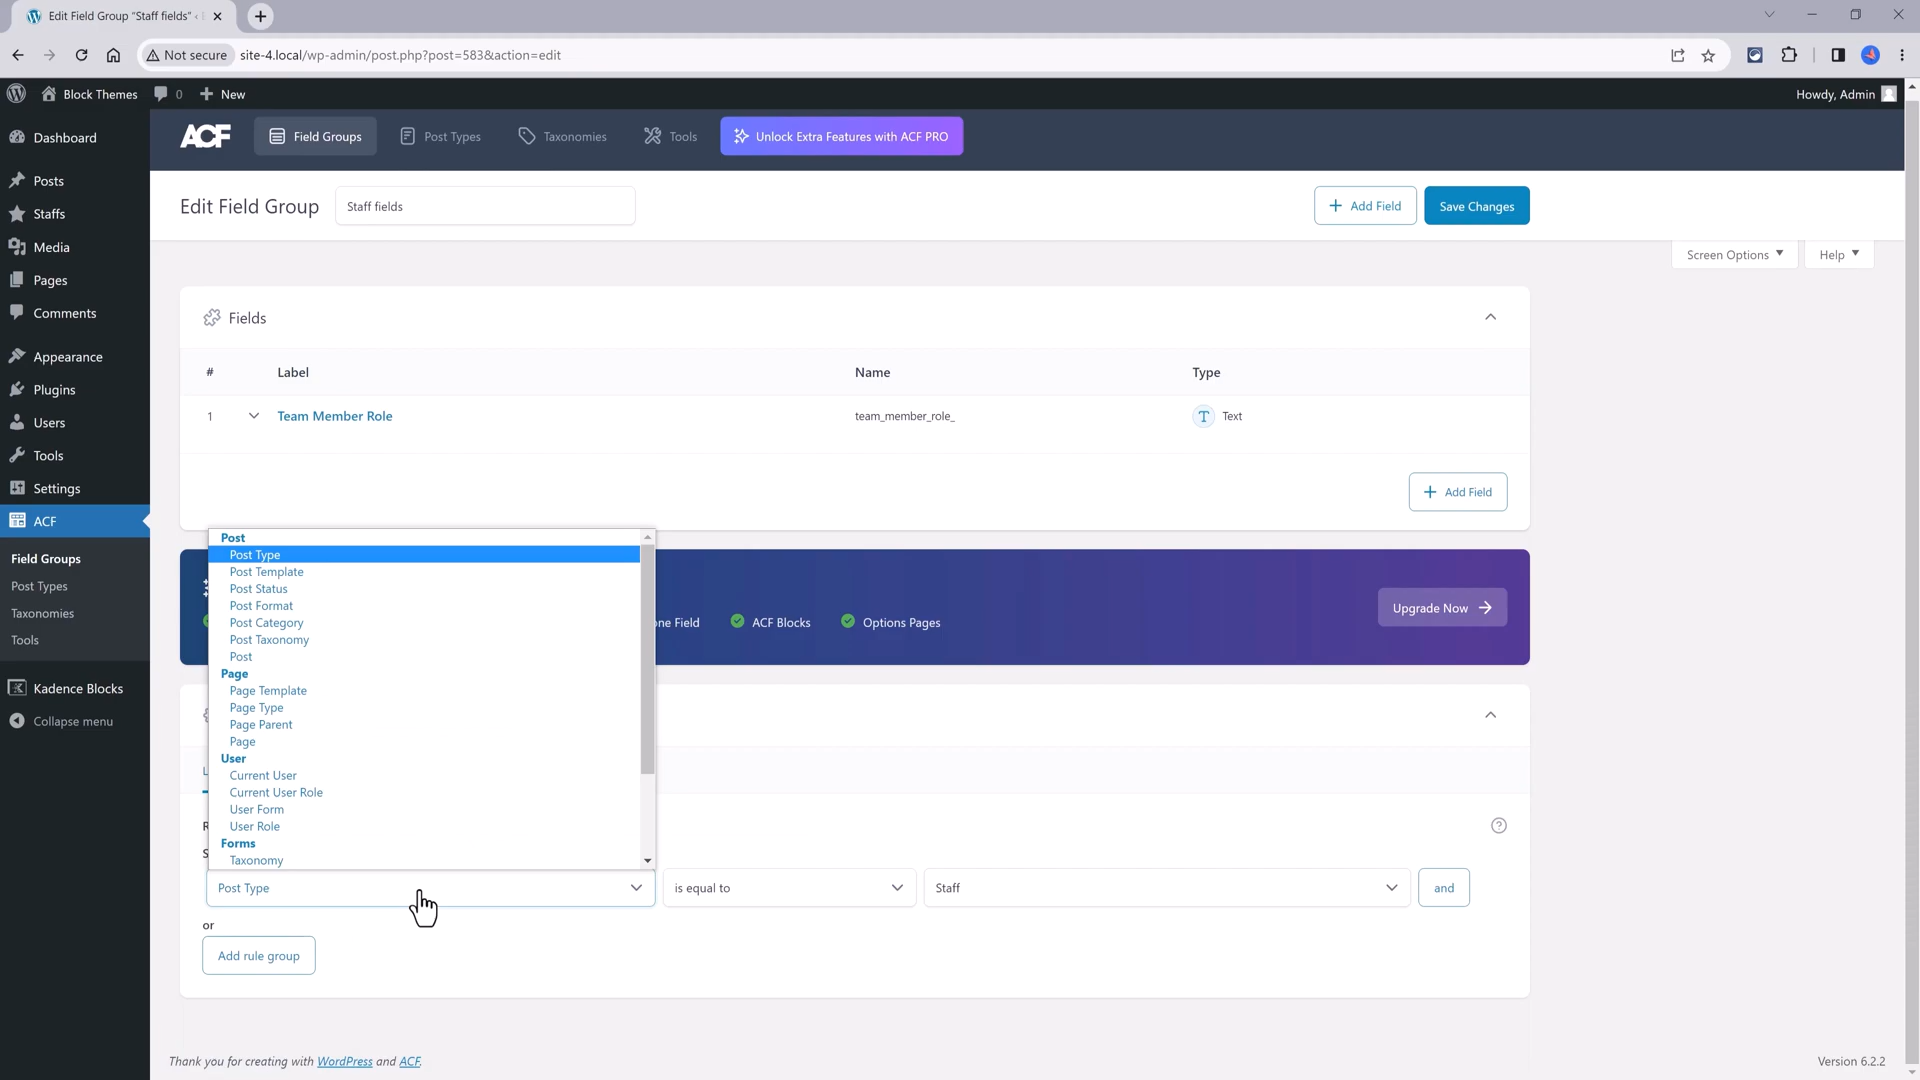 Edit Field Group “Staff fields” ‹
Not secure
site-4.local/wp-admin/post.php?post=583&action=edit
Block Themes
0
New
Howdy, Admin
Dashboard
Posts
Staffs
Media
Pages
Comments
Appearance
Plugins
Users
Tools
Settings
ACF
Field Groups
Post Types
Taxonomies
Tools
Kadence Blocks
Collapse menu
ACF
Field Groups
Post Types
Taxonomies
Tools
Unlock Extra Features with ACF PRO
Edit Field Group
Staff fields
Add Field
Save Changes
Screen Options
Help
Fields
# Label Name Type
1 Team Member Role team_member_role_ T Text
Add Field
Post
Post Type
Post Template
Post Status
Post Format
Post Category
Post Taxonomy
Post
Page
Page Template
Page Type
Page Parent
Page
User
Current User
Current User Role
User Form
User Role
Forms
Taxonomy
Field
ACF Blocks
Options Pages
Upgrade Now
Post Type
is equal to
Staff
and
or
Add rule group
Thank you for creating with WordPress and ACF.
Version 6.2.2